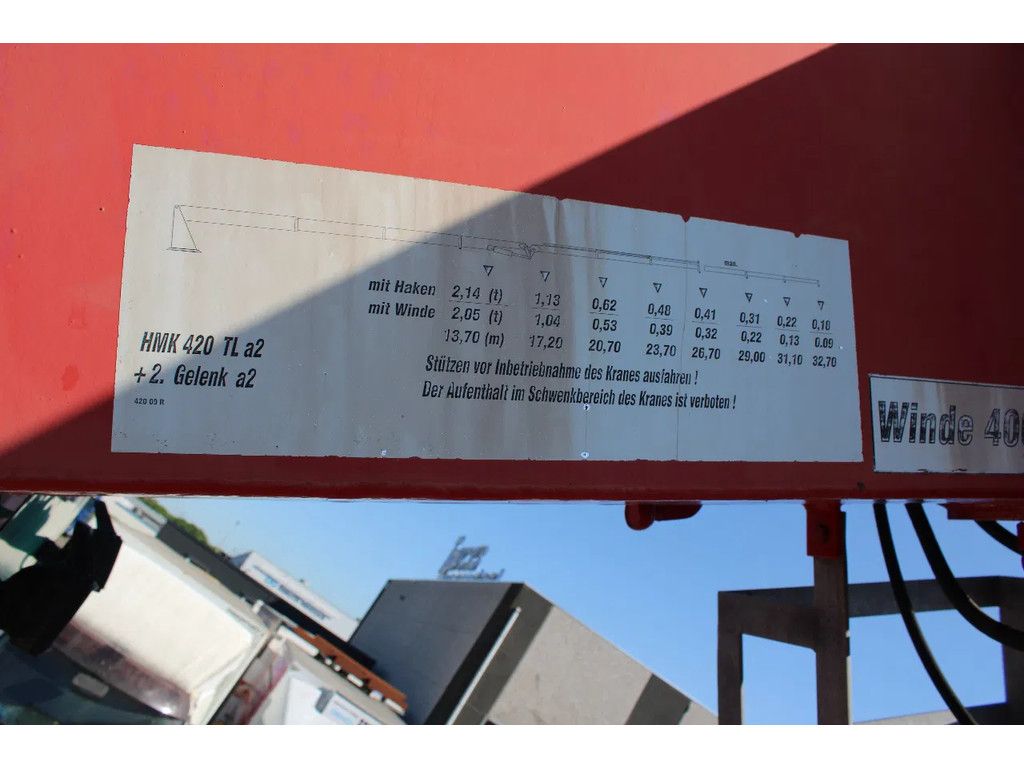 mit Haken 2,14 (t) 1,13 0,62 0,48 0,41 0,31 0,22 0,18
mit Winde 2,05 (t) 1,04 0,53 0,39 0,32 0,22 0,13 0.09
13,70 (m) 17,20 20,70 23,70 26,70 29,00 31,10 32,70
HMK 420 TL a2
+ 2. Gelenk a2
420 09 R
Stützen vor Inbetriebnahme des Kranes ausfahren !
Der Aufenthalt im Schwenkbereich des Kranes ist verboten !
Winde